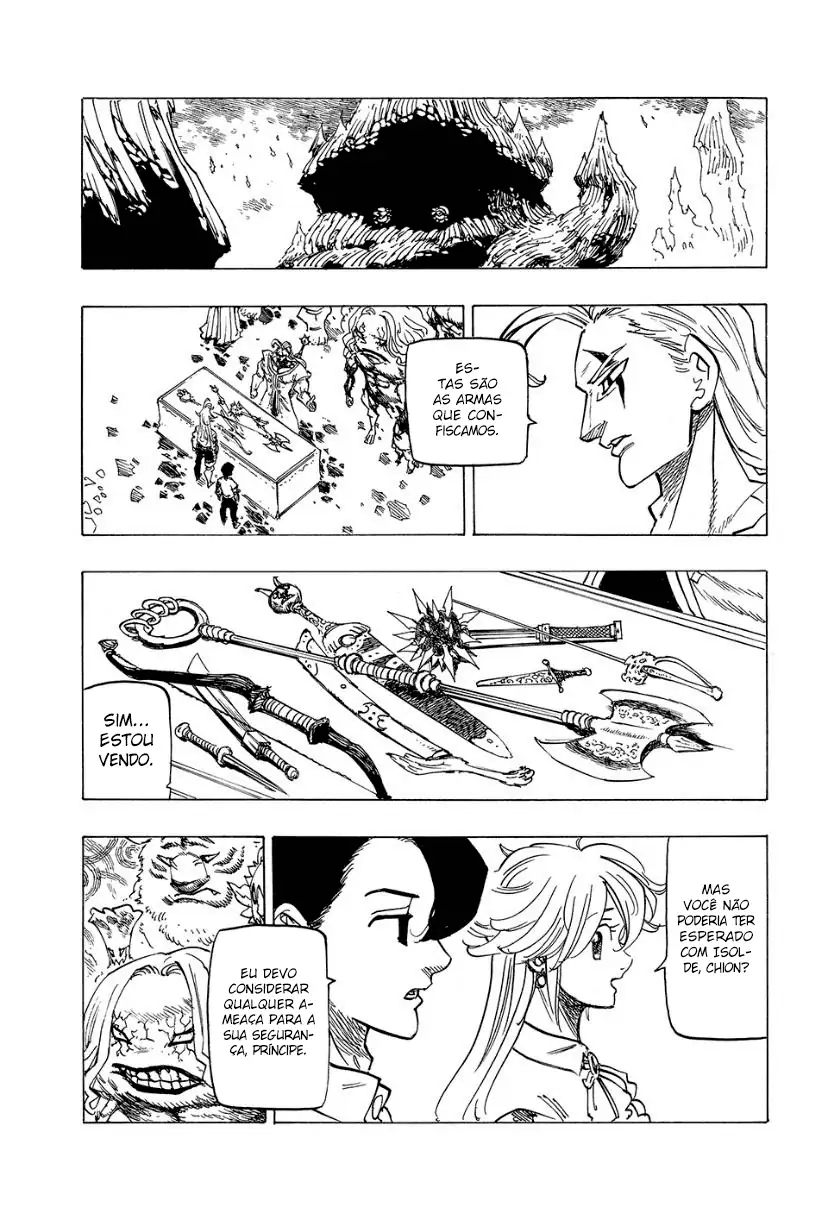 ES-
TAS SÃO
AS ARMAS
QUE CON-
FISCAMOS.
SIM...
ESTOU
VENDO.
MAS
VOCÊ NÃO
PODERIA TER
ESPERADO
COM ISOL-
DE, CHION?
EU DEVO
CONSIDERAR
QUALQUER A-
MEAÇA PARA A
SUA SEGURAN-
ÇA, PRÍNCIPE.